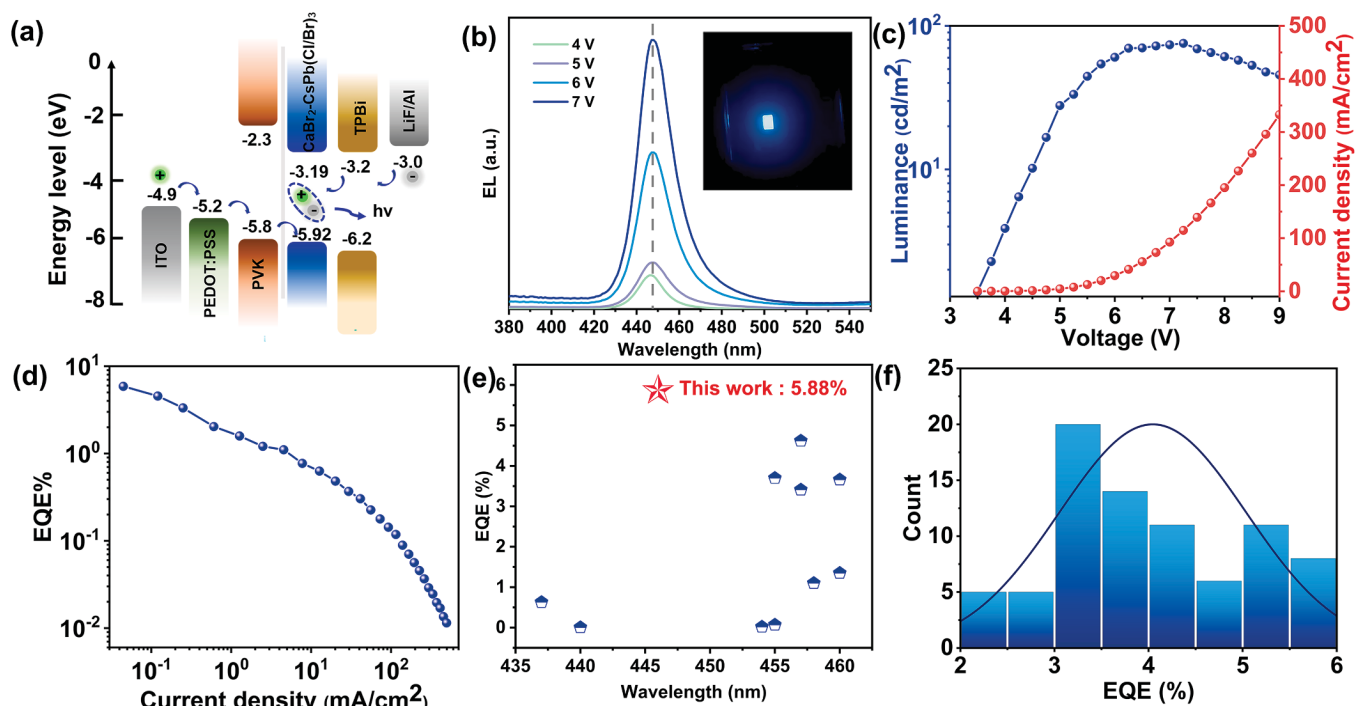 (a)
Energy level (eV)
0
-2
-4
-6
-8
-4.9
ITO
-5.2
PEDOT:PSS
-2.3
-5.8
PVK
CaBr₂-CsPb(Cl/Br)₃
-3.19
-5.92
hv
TPBi
-3.2
-6.2
LiF/Al
-3.0
+
-
+
-
(b)
4 V
5 V
6 V
7 V
EL (a.u.)
380 400 420 440 460 480 500 520 540
Wavelength (nm)
(c)
Luminance (cd/m²)
10²
10¹
Current density (mA/cm²)
500
400
300
200
100
0
3 4 5 6 7 8 9
Voltage (V)
(d)
EQE%
10¹
10⁰
10⁻¹
10⁻²
10⁻¹ 10⁰ 10¹ 10²
Current density (mA/cm²)
(e)
This work : 5.88%
EQE (%)
6
5
4
3
2
1
0
435 440 445 450 455 460
Wavelength (nm)
(f)
Count
25
20
15
10
5
0
2 3 4 5 6
EQE (%)